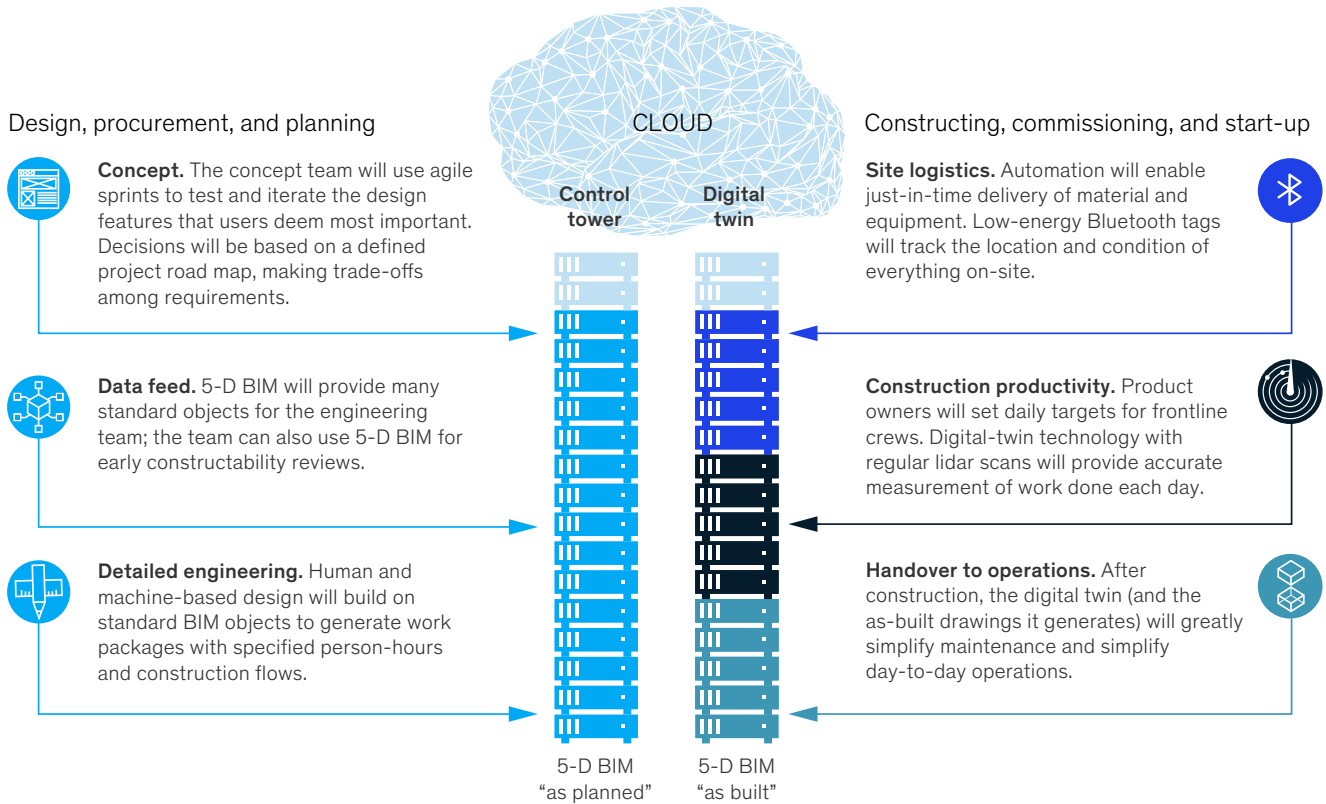 CLOUD
Control
tower
Digital
twin
Design, procurement, and planning
Concept. The concept team will use agile
sprints to test and iterate the design
features that users deem most important.
Decisions will be based on a defined
project road map, making trade-offs
among requirements.
Data feed. 5-D BIM will provide many
standard objects for the engineering
team; the team can also use 5-D BIM for
early constructability reviews.
Detailed engineering. Human and
machine-based design will build on
standard BIM objects to generate work
packages with specified person-hours
and construction flows.
5-D BIM
“as planned”
5-D BIM
“as built”
Constructing, commissioning, and start-up
Site logistics. Automation will enable
just-in-time delivery of material and
equipment. Low-energy Bluetooth tags
will track the location and condition of
everything on-site.
Construction productivity. Product
owners will set daily targets for frontline
crews. Digital-twin technology with
regular lidar scans will provide accurate
measurement of work done each day.
Handover to operations. After
construction, the digital twin (and the
as-built drawings it generates) will greatly
simplify maintenance and simplify
day-to-day operations.